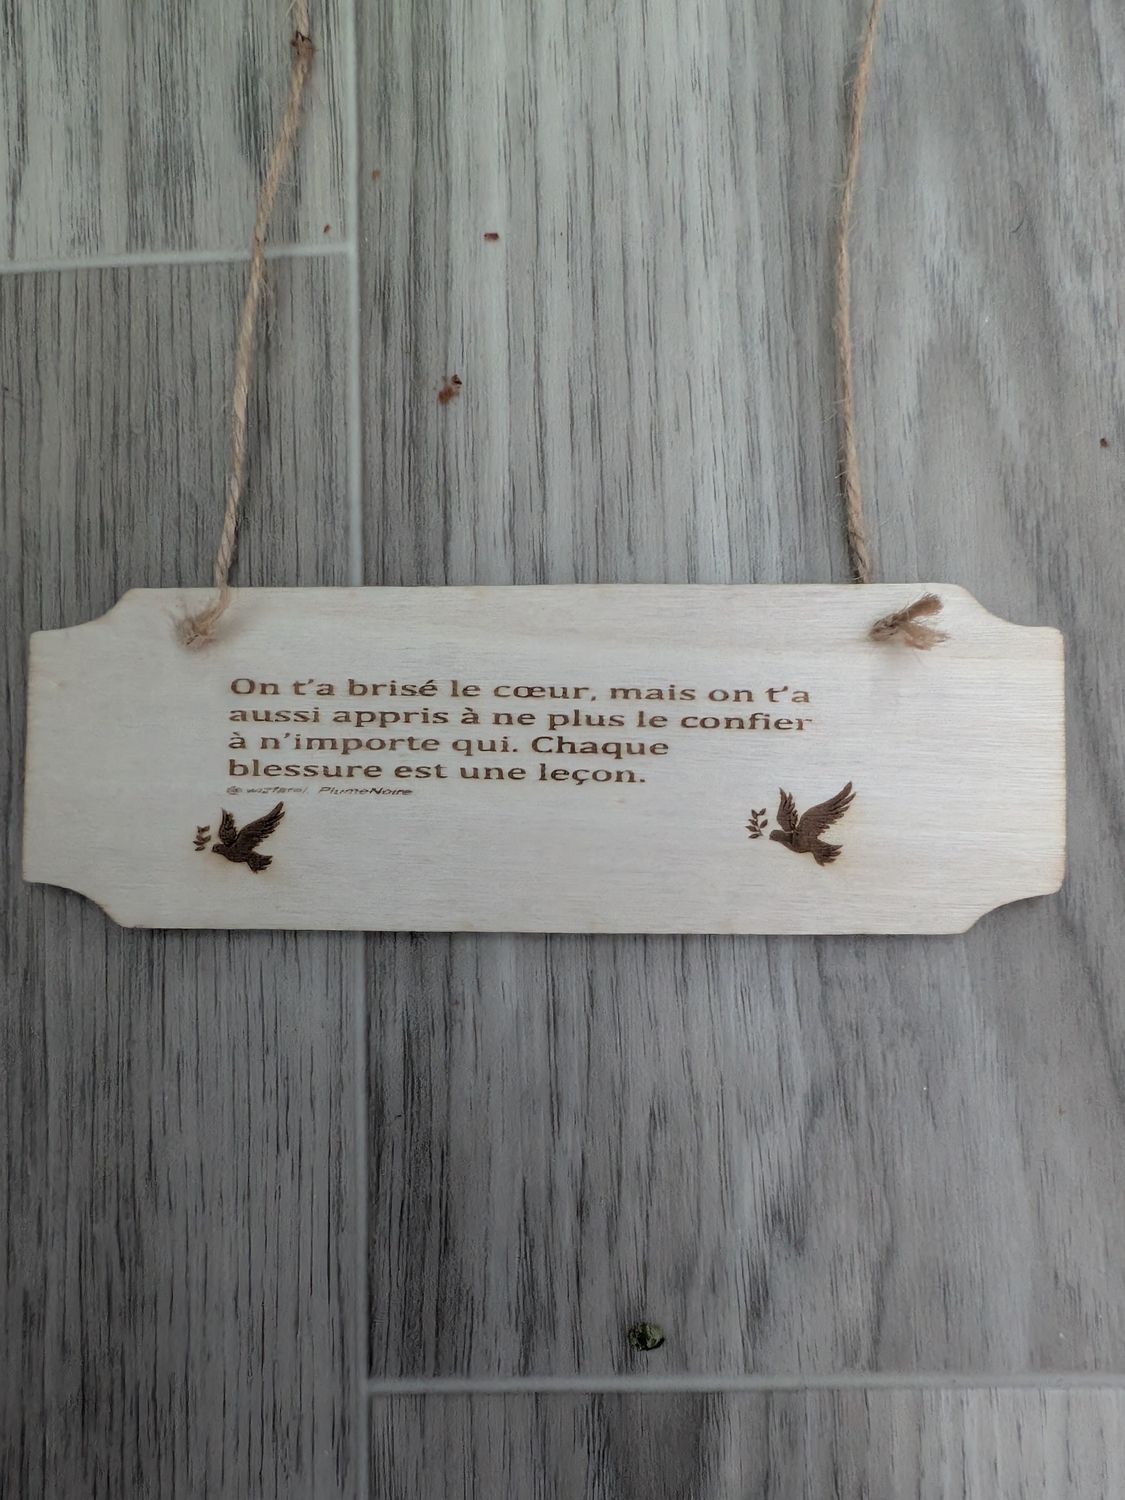 On t’a brisé le cœur, mais on t’a
aussi appris à ne plus le confier
à n’importe qui. Chaque
blessure est une leçon.
PlumeNoire